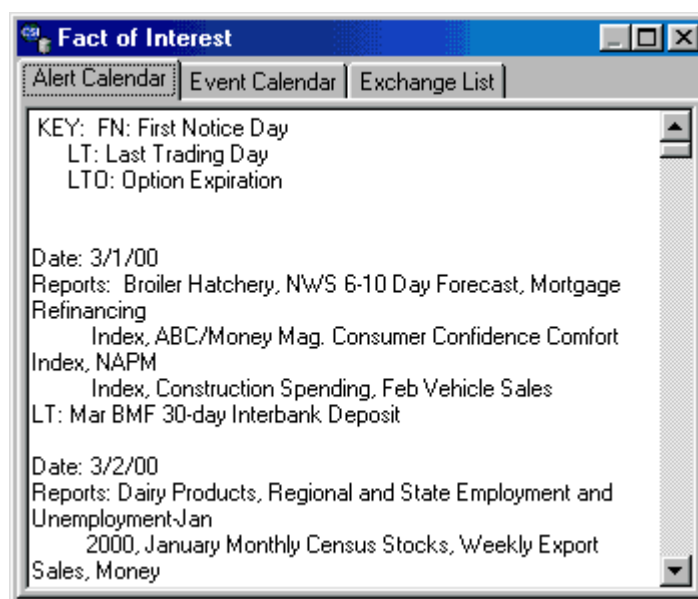 CSI Fact of Interest
Alert Calendar Event Calendar Exchange List
KEY: FN: First Notice Day
LT: Last Trading Day
LTO: Option Expiration
Date: 3/1/00
Reports: Broiler Hatchery, NWS 6-10 Day Forecast, Mortgage
Refinancing
Index, ABC/Money Mag. Consumer Confidence Comfort
Index, NAPM
Index, Construction Spending, Feb Vehicle Sales
LT: Mar BMF 30-day Interbank Deposit
Date: 3/2/00
Reports: Dairy Products, Regional and State Employment and
Unemployment-Jan
2000, January Monthly Census Stocks, Weekly Export
Sales, Money